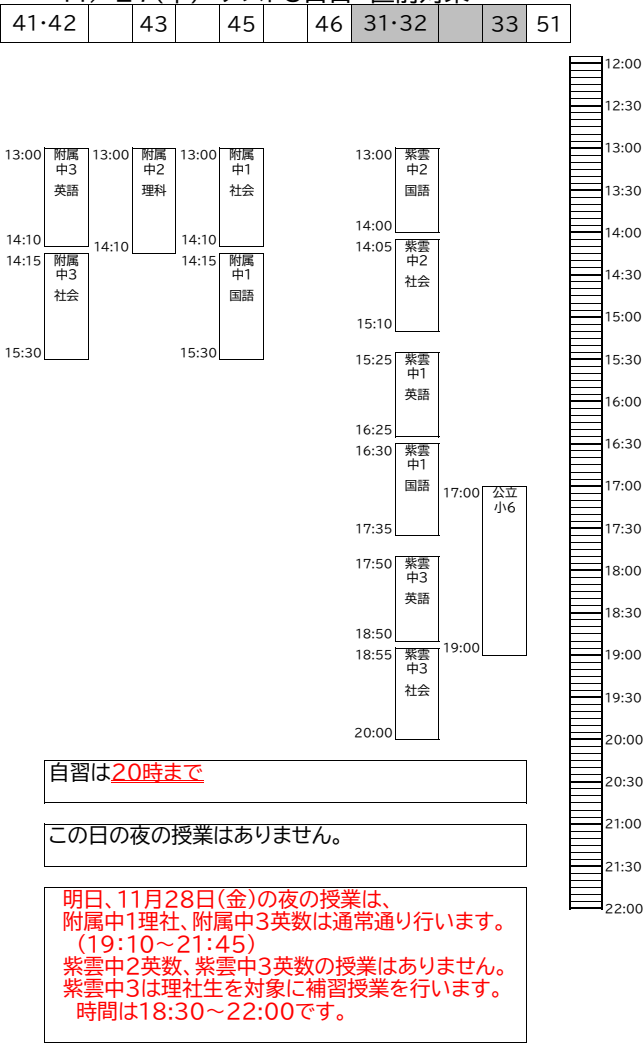 41・42 43 45 46 31・32 33 51
12:00
12:30
13:00 附属 13:00 附属 13:00 附属 13:00 紫雲 13:00
中3 中2 中1 中2
英語 理科 社会 国語 13:30
14:00 14:00
14:10 14:10 14:10 14:05 紫雲
14:15 附属 14:15 附属 中2
中3 中1 社会 14:30
社会 国語
15:00
15:10
15:30 15:30 15:25 紫雲 15:30
中1
英語 16:00
16:25
16:30 紫雲 16:30
中1
国語 17:00 公立 17:00
小6
17:35 17:30
17:50 紫雲 18:00
中3
英語
18:50 18:30
18:55 紫雲 19:00 19:00
中3
社会 19:30
20:00 20:00
自習は20時まで
20:30
この日の夜の授業はありません。
21:00
21:30
明日、11月28日(金)の夜の授業は、
22:00
附属中1理社、附属中3英数は通常通り行います。
(19:10～21:45)
紫雲中2英数、紫雲中3英数の授業はありません。
紫雲中3は理社生を対象に補習授業を行います。
時間は18:30～22:00です。